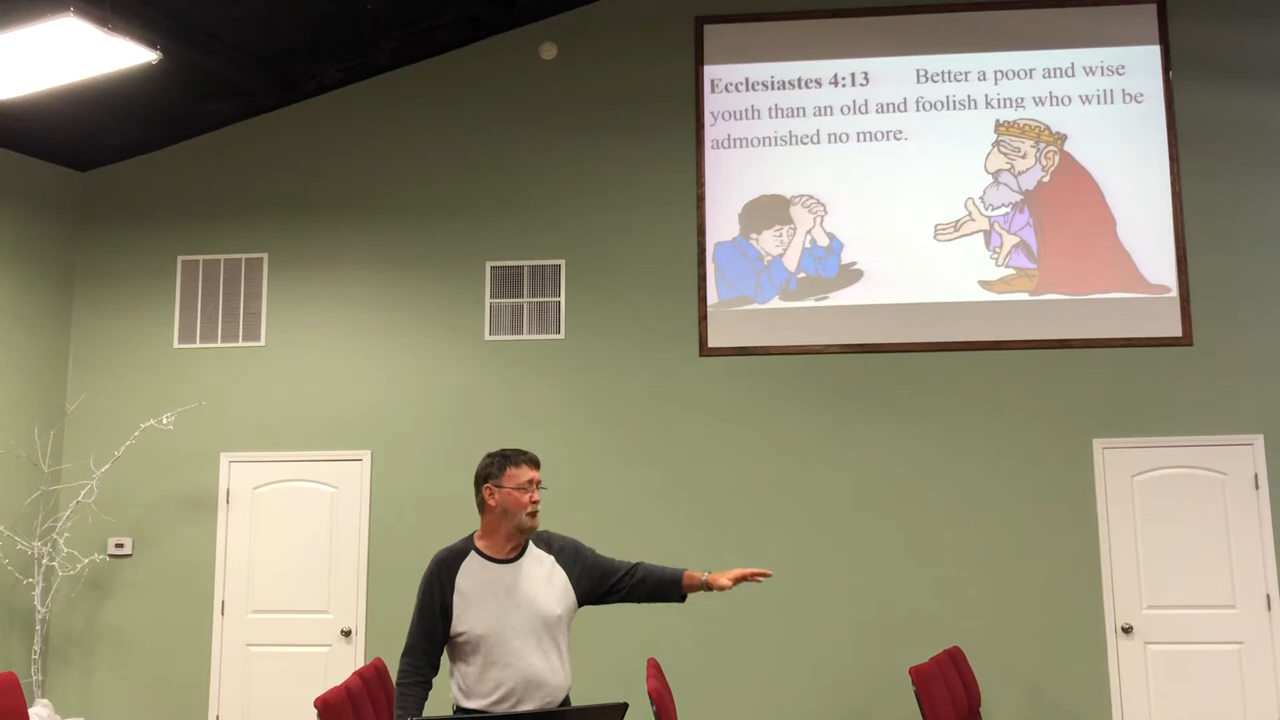 Ecclesiastes 4:13 Better a poor and wise
youth than an old and foolish king who will be
admonished no more.